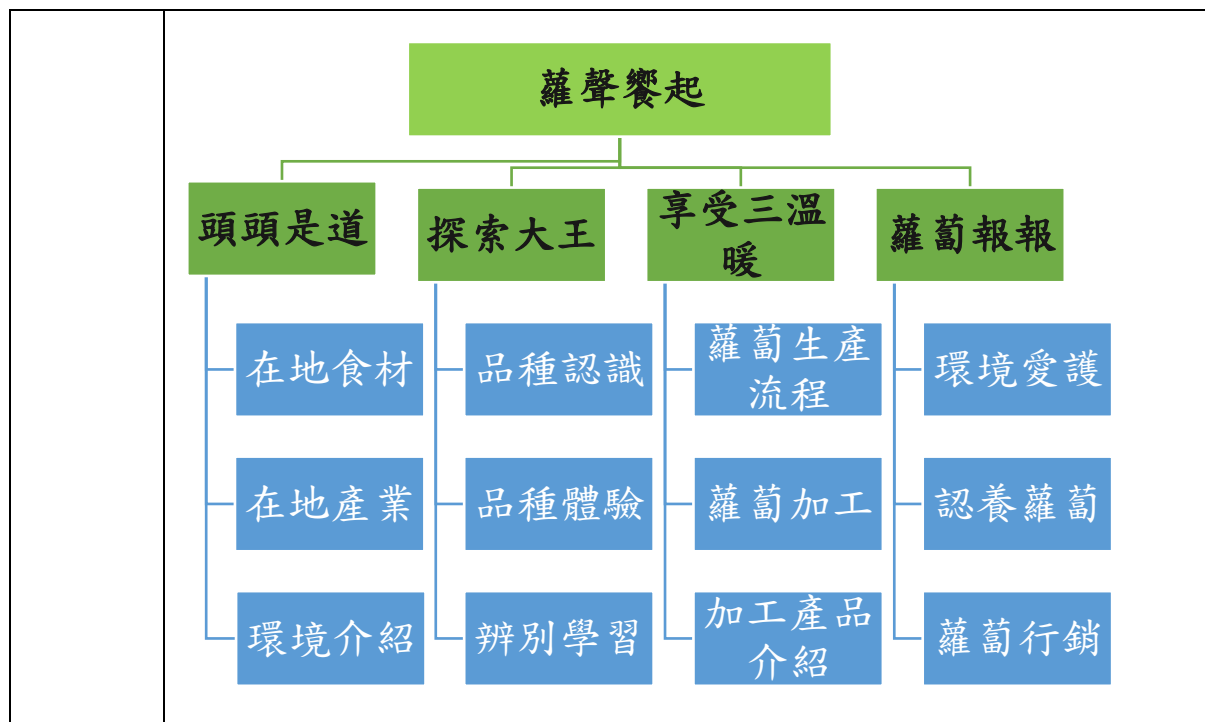 蘿聲饗起
頭頭是道
在地食材
在地產業
環境介紹
探索大王
品種認識
品種體驗
辨別學習
享受三溫
暖
蘿蔔生產
流程
蘿蔔加工
加工產品
介紹
蘿蔔報報
環境愛護
認養蘿蔔
蘿蔔行銷